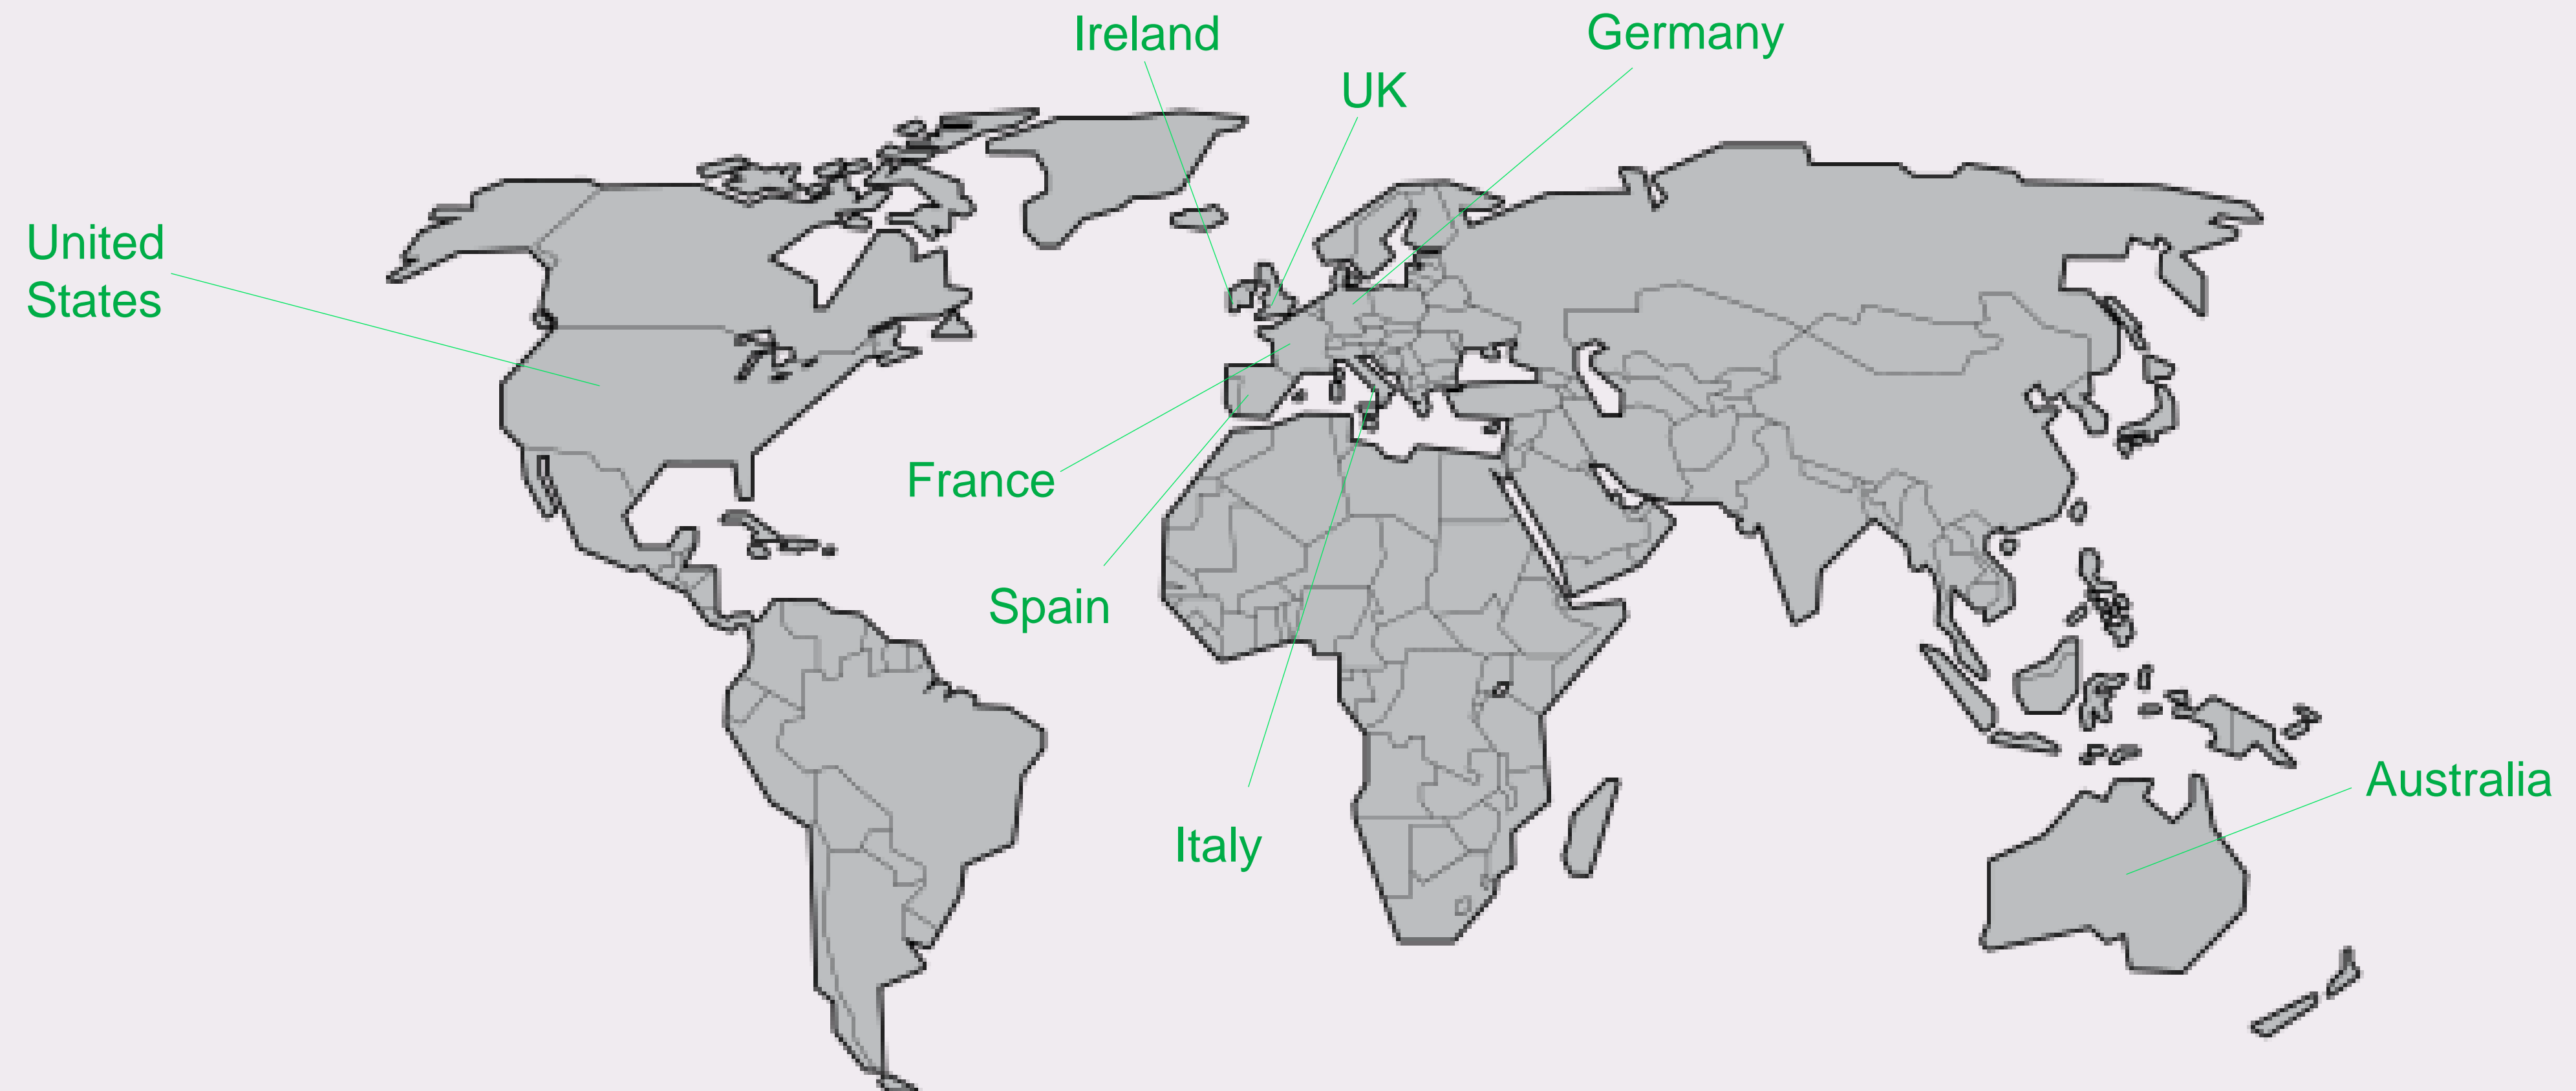 Ireland
Germany
UK
United
States
France
Spain
Australia
Italy